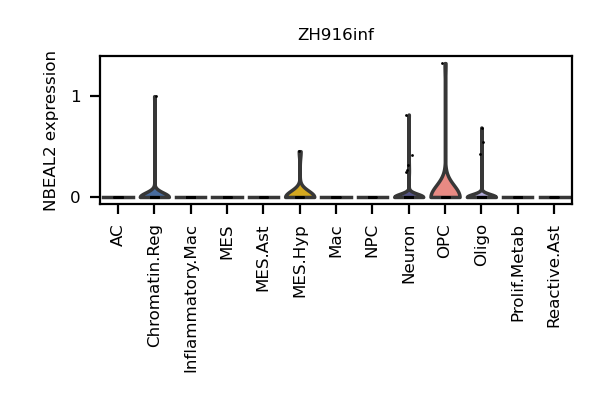 ZH916inf
NBEAL2 expression
1
0
AC
Chromatin.Reg
Inflammatory.Mac
MES
MES.Ast
MES.Hyp
Mac
NPC
Neuron
OPC
Oligo
Prolif.Metab
Reactive.Ast